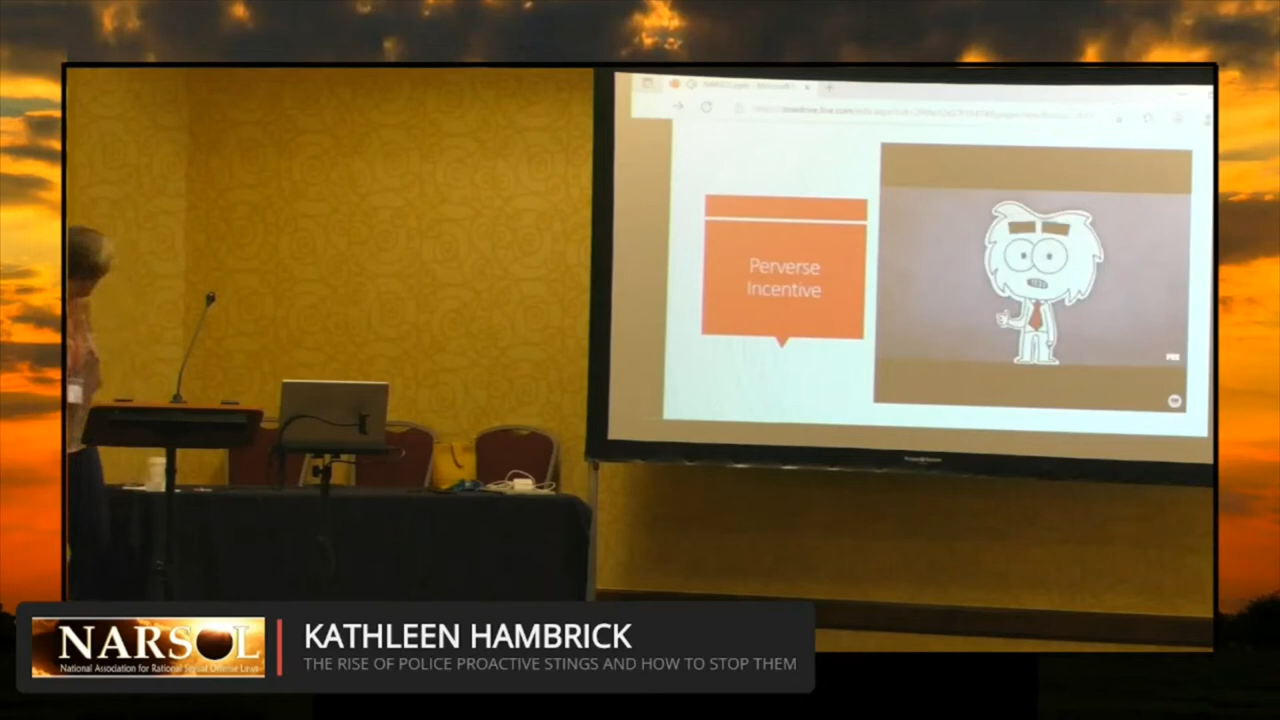 Perverse
Incentive
PBS
NARSOL
National Association for Rational Sexual Offense Laws
KATHLEEN HAMBRICK
THE RISE OF POLICE PROACTIVE STINGS AND HOW TO STOP THEM